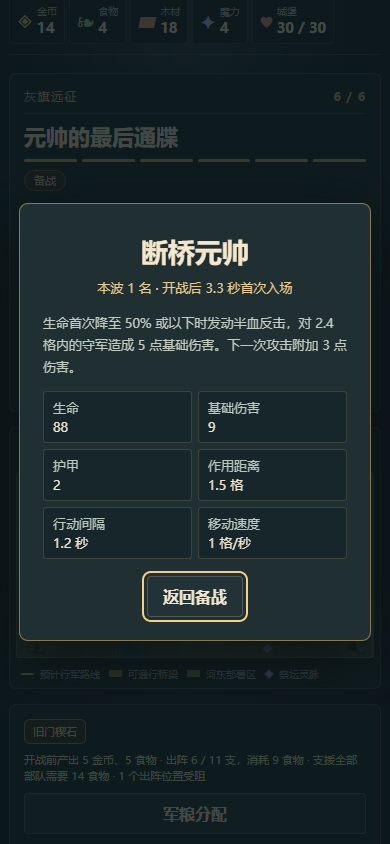 金币 食物 木材 魔力 城堡
14 4 18 4 30 / 30
灰旗远征 6 / 6
元帅的最后通牒
备战
断桥元帅
本波 1 名 · 开战后 3.3 秒首次入场
生命首次降至 50% 或以下时发动半血反击，对 2.4
格内的守军造成 5 点基础伤害。下一次攻击附加 3 点
伤害。
生命 基础伤害
88 9
护甲 作用距离
2 1.5 格
行动间隔 移动速度
1.2 秒 1 格/秒
返回备战
预计行军路线 可通行桥梁 河东部署区 祭坛灵脉
旧门楔石
开战前产出 5 金币、5 食物 · 出阵 6 / 11 支，消耗 9 食物 · 支援全部
部队需要 14 食物 · 1 个出阵位置受阻
军粮分配